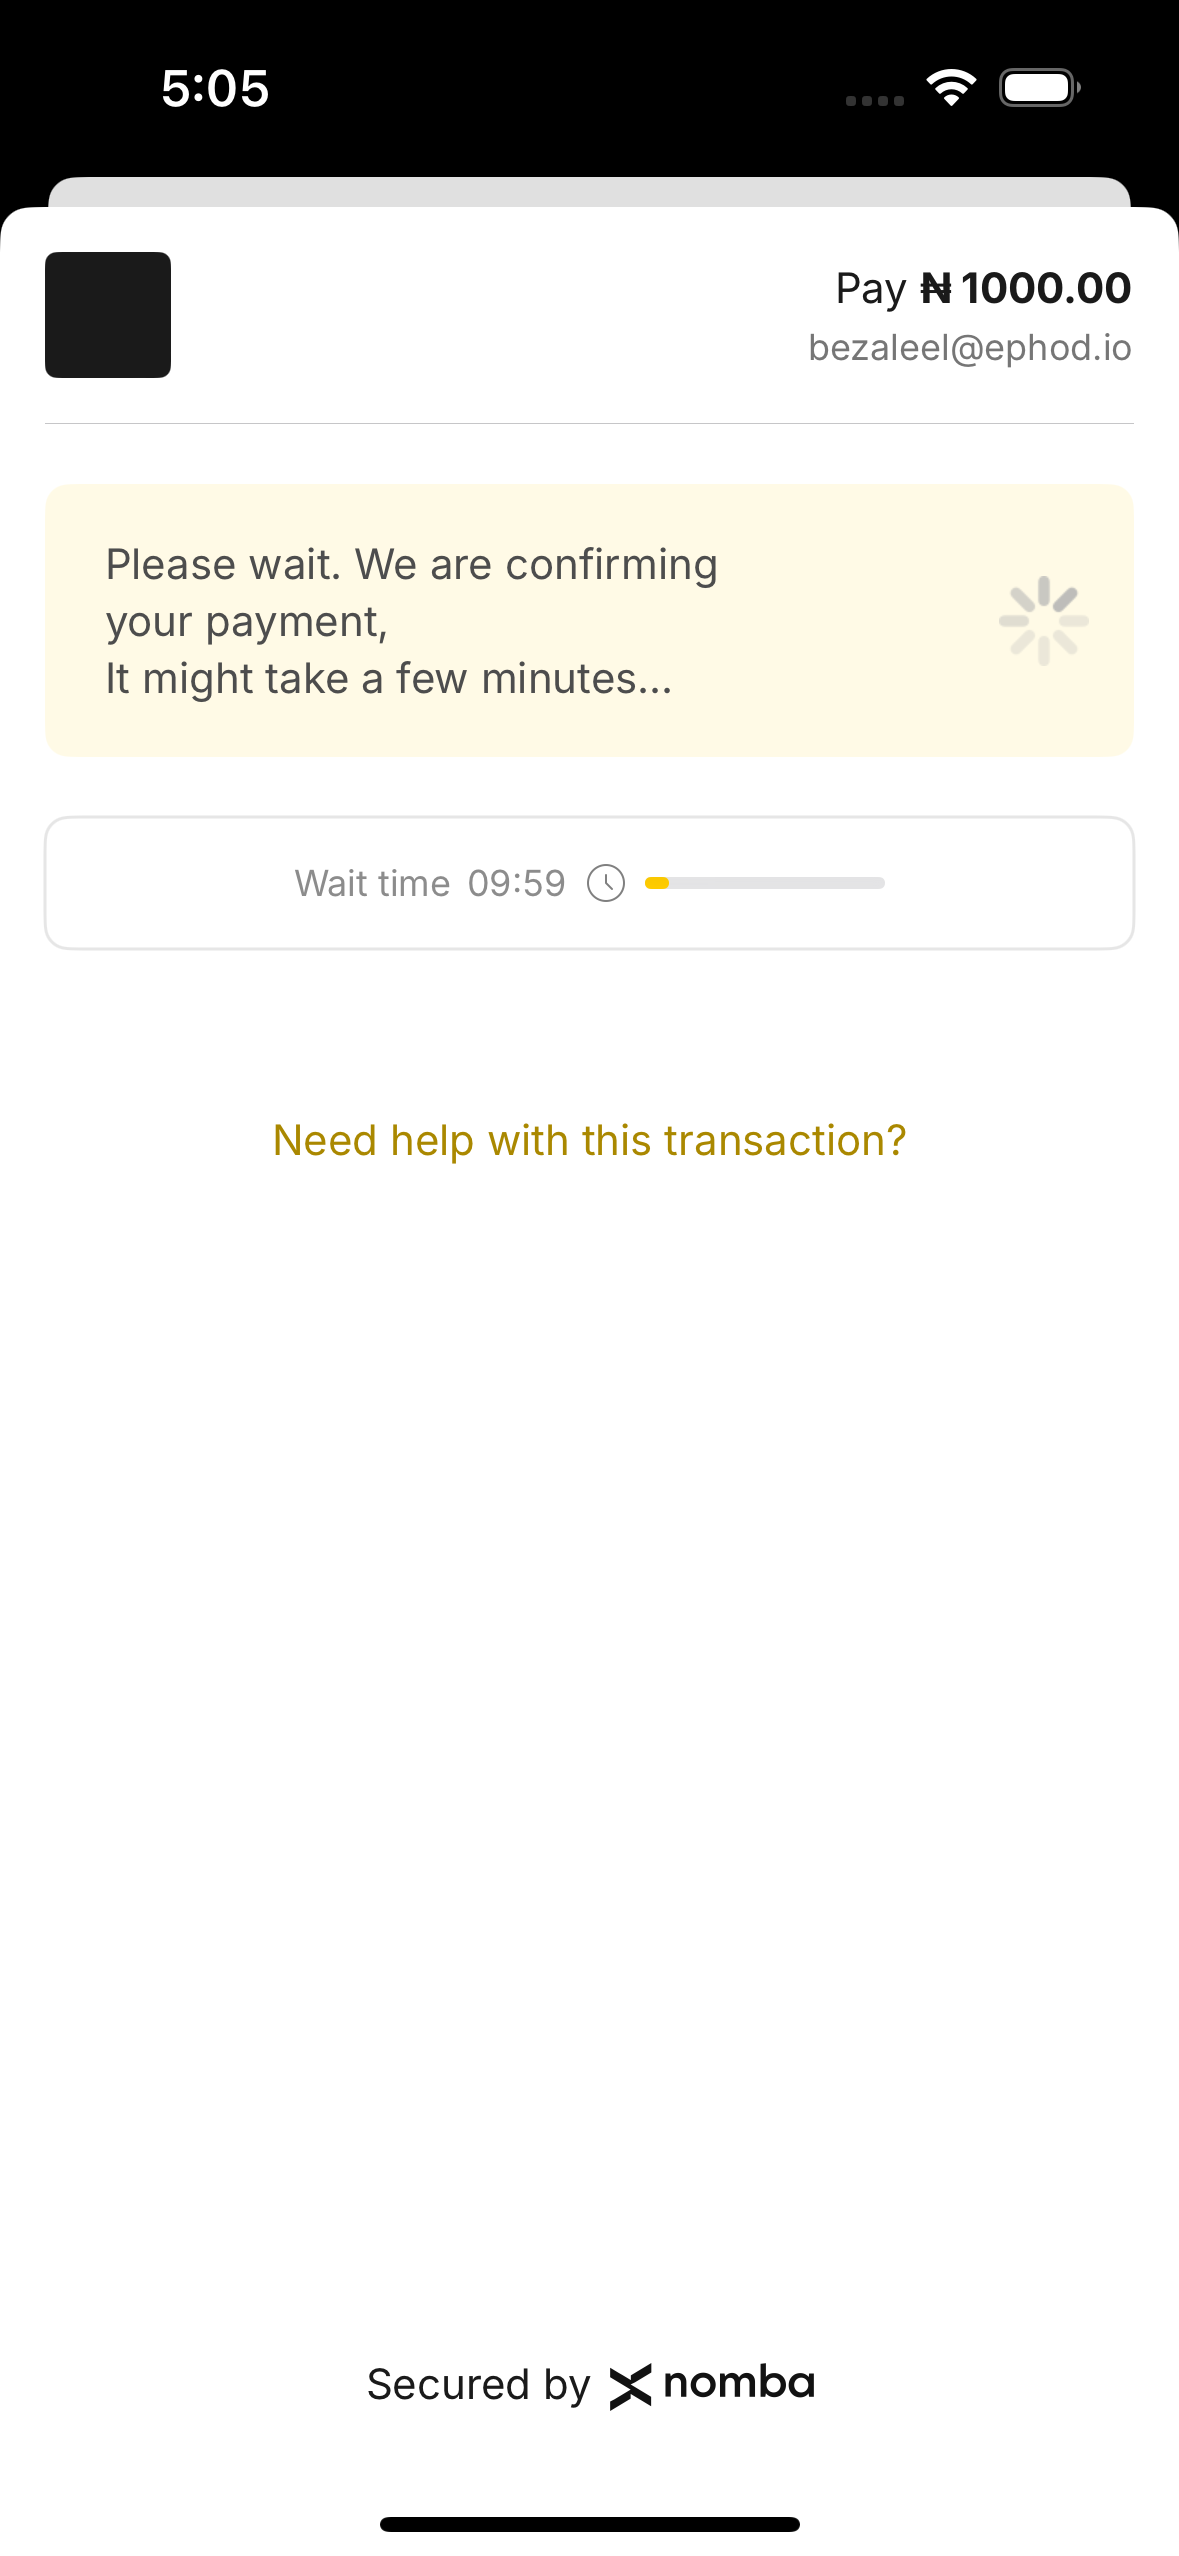 5:05
Pay ₦ 1000.00
bezaleel@ephod.io
Please wait. We are confirming
your payment,
It might take a few minutes...
Wait time 09:59
Need help with this transaction?
Secured by nomba